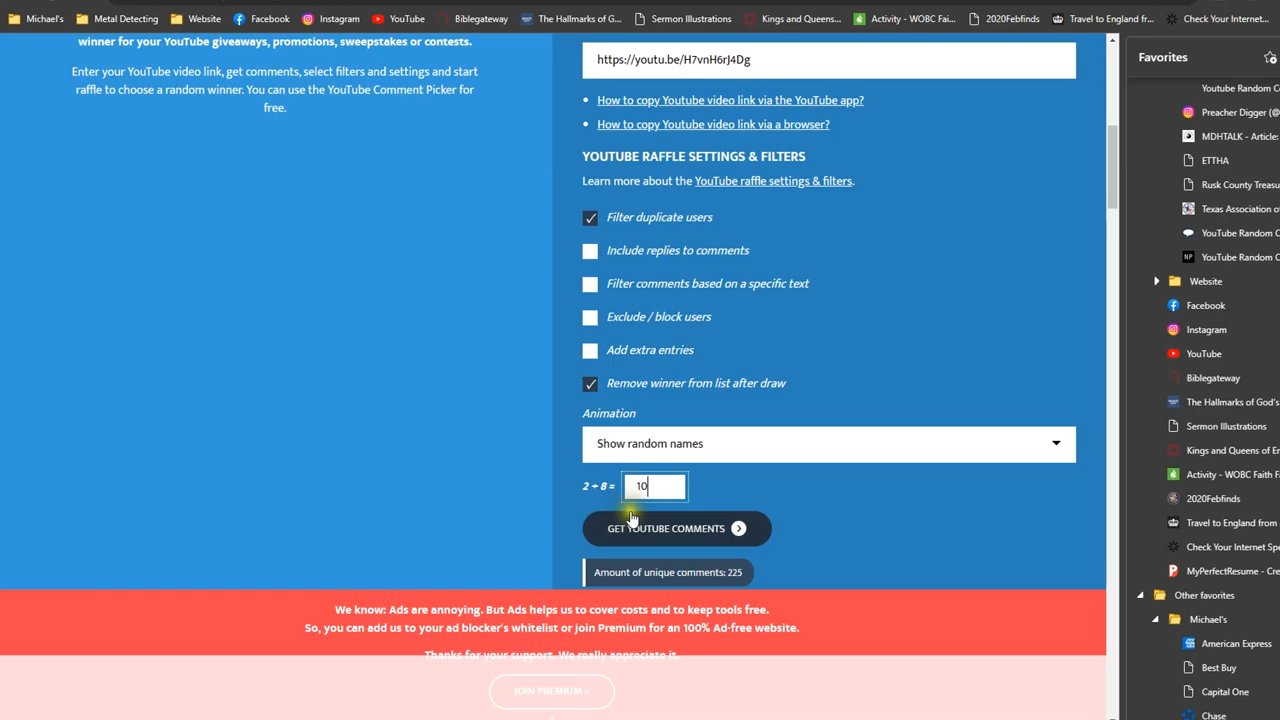 Michael's
Metal Detecting
Website
Facebook
Instagram
YouTube
Biblegateway
The Hallmarks of G...
Sermon Illustrations
Kings and Queens...
Activity - WOBC Fai...
2020Febfinds
Travel to England fr...
Check Your Internet...
winner for your YouTube giveaways, promotions, sweepstakes or contests.
Enter your YouTube video link, get comments, select filters and settings and start
raffle to choose a random winner. You can use the YouTube Comment Picker for
free.
https://youtu.be/H7vnH6rJ4Dg
How to copy Youtube video link via the YouTube app?
How to copy Youtube video link via a browser?
YOUTUBE RAFFLE SETTINGS & FILTERS
Learn more about the YouTube raffle settings & filters.
Filter duplicate users
Include replies to comments
Filter comments based on a specific text
Exclude / block users
Add extra entries
Remove winner from list after draw
Animation
Show random names
2 + 8 = 10
GET YOUTUBE COMMENTS
Amount of unique comments: 225
We know: Ads are annoying. But Ads helps us to cover costs and to keep tools free.
So, you can add us to your ad blocker's whitelist or join Premium for an 100% Ad-free website.
Thanks for your support. We really appreciate it.
JOIN PREMIUM »
Favorites
Youtube Random Co
Preacher Digger (@
MDHTALK - Article:
ETTHA
Rusk County Treasu
Texas Association of
YouTube Random C
NP YouTube Random C
Website
Facebook
Instagram
YouTube
Biblegateway
The Hallmarks of God's
Sermon Illustrations
Kings and Queens of En
Activity - WOBC Faith F
2020Febfinds
Travel to England from
Check Your Internet Spe
MyPerfectResume - Cre
Other favorites
Michael's
American Express
Best Buy
Capital One
Chase